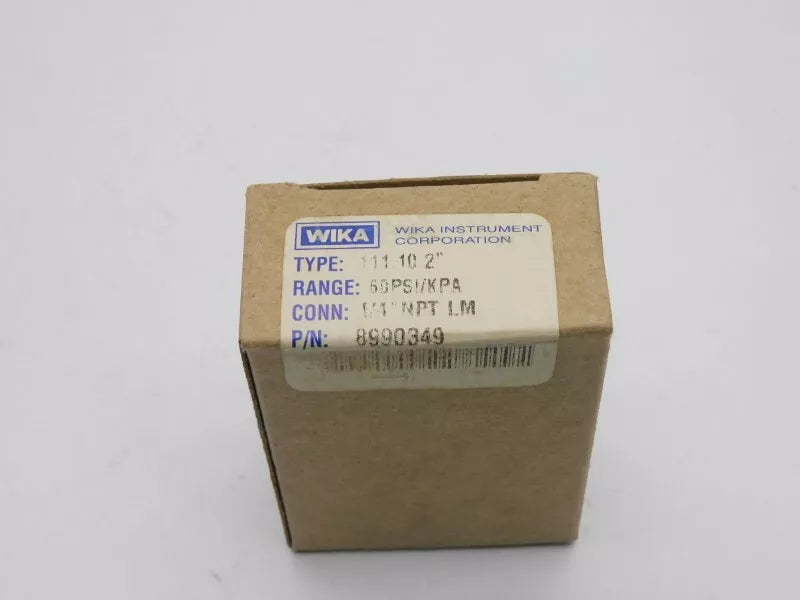 WIKA
WIKA INSTRUMENT
CORPORATION
TYPE: 111.10 2"
RANGE: 60PSI/KPA
CONN: 1/4" NPT LM
P/N: 8990349